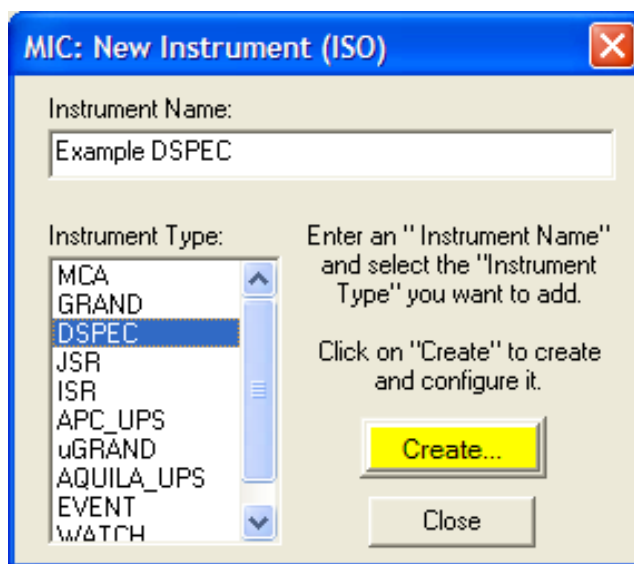 MIC: New Instrument (ISO)
Instrument Name:
Example DSPEC
Instrument Type:
MCA
GRAND
DSPEC
JSR
ISR
APC_UPS
uGRAND
AQUILA_UPS
EVENT
WATCH
Enter an "Instrument Name"
and select the "Instrument
Type" you want to add.
Click on "Create" to create
and configure it.
Create...
Close